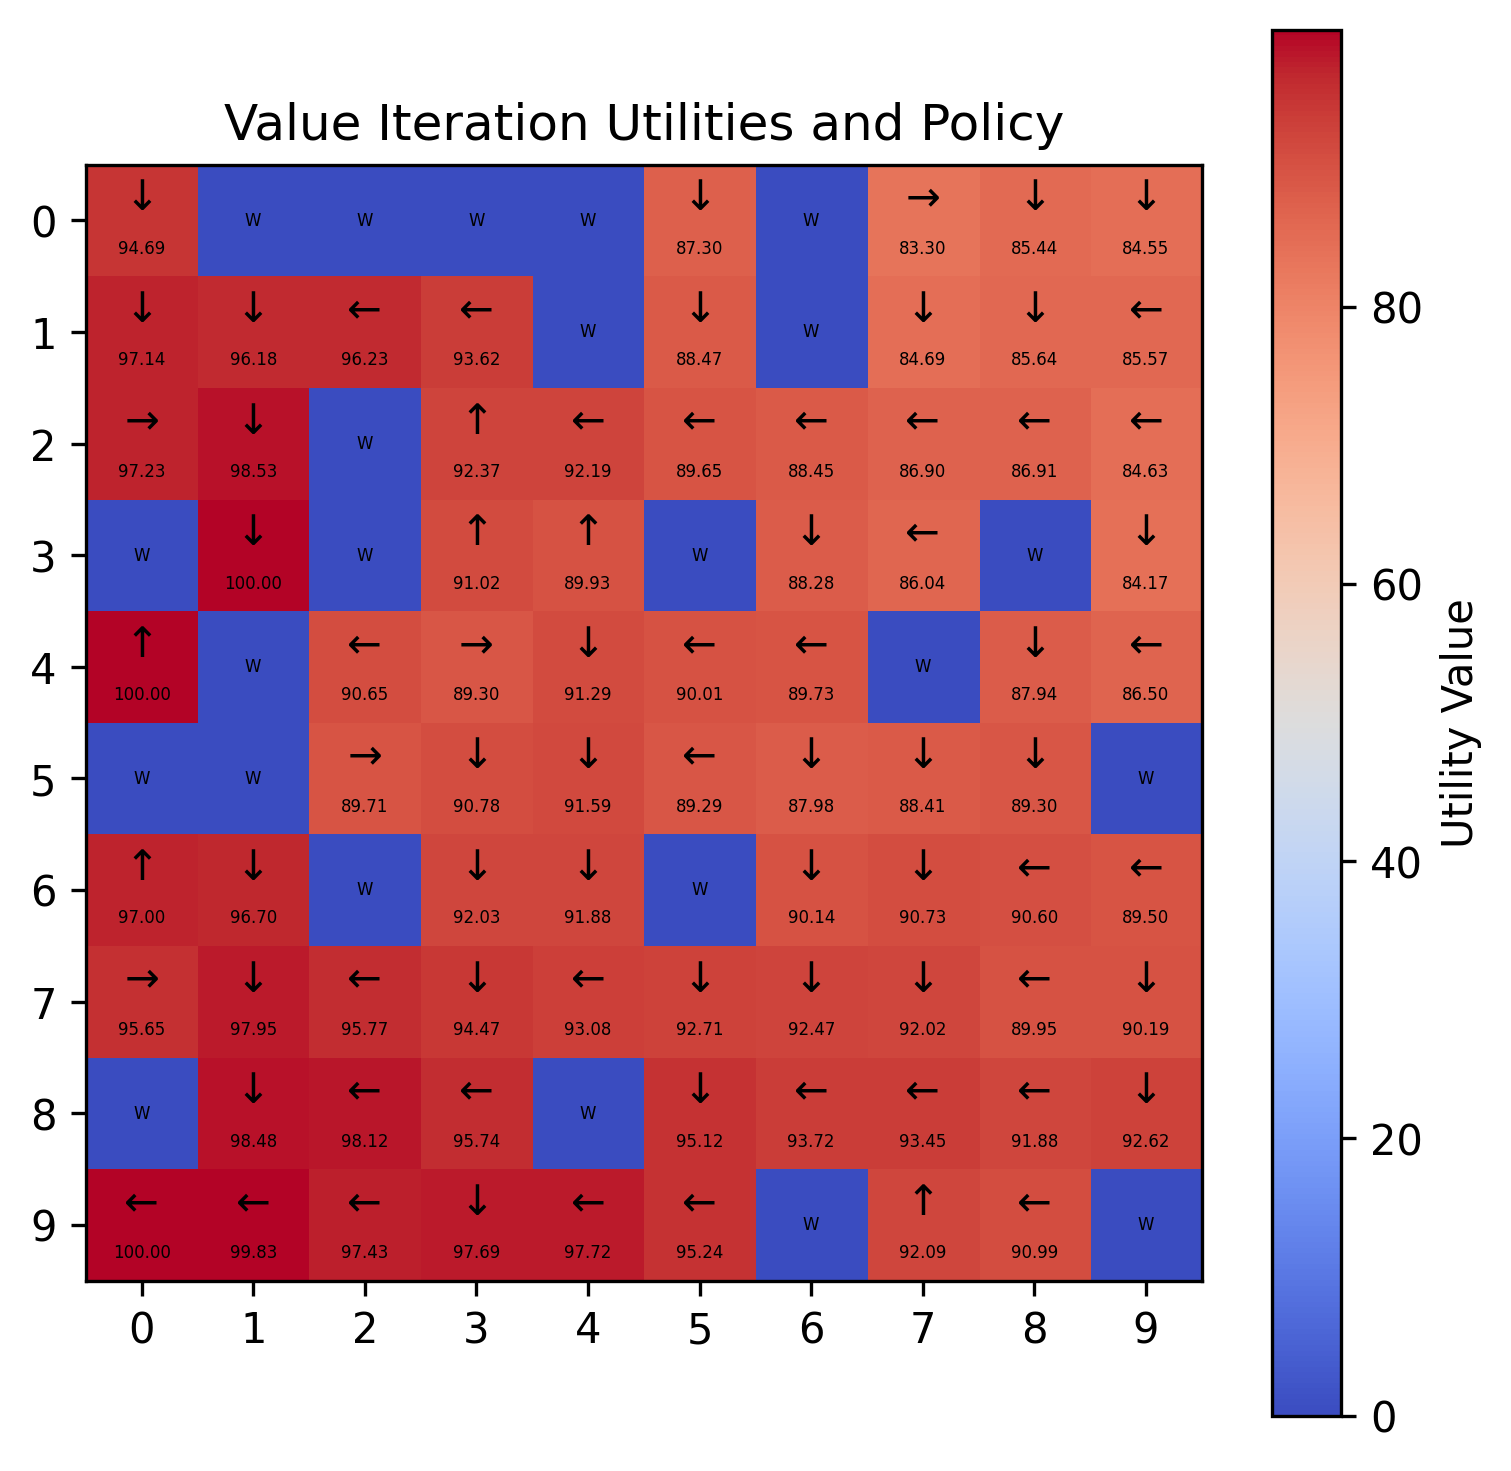 Value Iteration Utilities and Policy
0 ↓ W W W W ↓ W → ↓ ↓
94.69 87.30 83.30 85.44 84.55
1 ↓ ↓ ← ← W ↓ W ↓ ↓ ←
97.14 96.18 96.23 93.62 88.47 84.69 85.64 85.57
2 → ↓ W ↑ ← ← ← ← ← ←
97.23 98.53 92.37 92.19 89.65 88.45 86.90 86.91 84.63
3 W ↓ W ↑ ↑ W ↓ ← W ↓
100.00 91.02 89.93 88.28 86.04 84.17
4 ↑ W ← → ↓ ← ← W ↓ ←
100.00 90.65 89.30 91.29 90.01 89.73 87.94 86.50
5 W W → ↓ ↓ ← ↓ ↓ ↓ W
89.71 90.78 91.59 89.29 87.98 88.41 89.30
6 ↑ ↓ W ↓ ↓ W ↓ ↓ ← ←
97.00 96.70 92.03 91.88 90.14 90.73 90.60 89.50
7 → ↓ ← ↓ ← ↓ ↓ ↓ ← ↓
95.65 97.95 95.77 94.47 93.08 92.71 92.47 92.02 89.95 90.19
8 W ↓ ← ← W ↓ ← ← ← ↓
98.48 98.12 95.74 95.12 93.72 93.45 91.88 92.62
9 ← ← ← ↓ ← ← W ↑ ← W
100.00 99.83 97.43 97.69 97.72 95.24 92.09 90.99
0 1 2 3 4 5 6 7 8 9
80
60
40
20
0
Utility Value